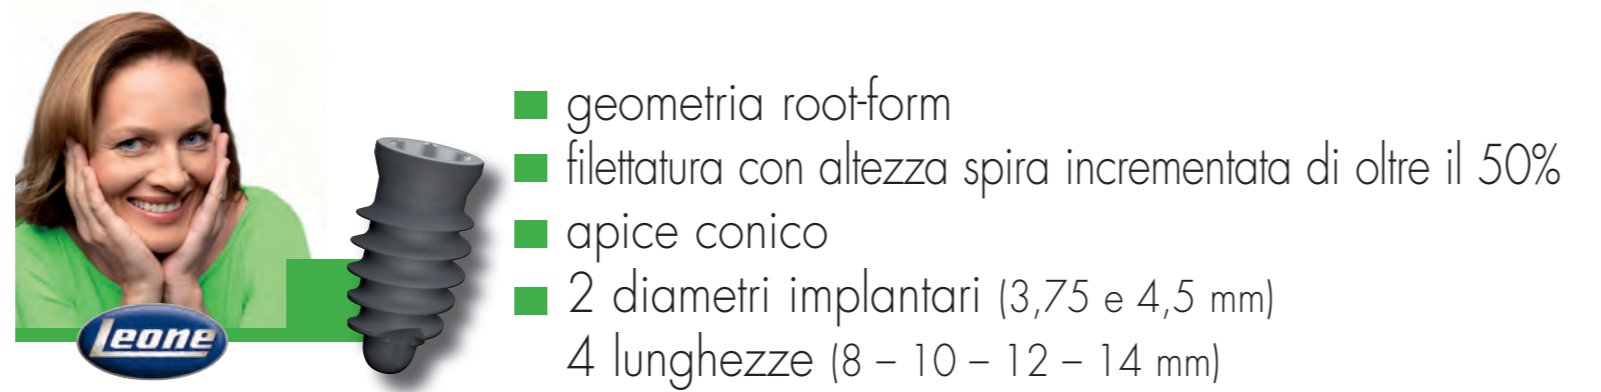 geometria root-form
filettatura con altezza spira incrementata di oltre il 50%
apice conico
2 diametri implantari (3,75 e 4,5 mm)
4 lunghezze (8 – 10 – 12 – 14 mm)
Leone